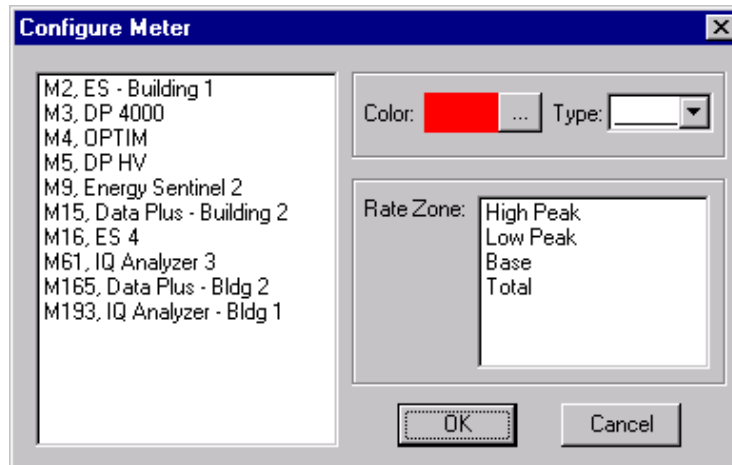 Configure Meter
M2, ES - Building 1
M3, DP 4000
M4, OPTIM
M5, DP HV
M9, Energy Sentinel 2
M15, Data Plus - Building 2
M16, ES 4
M61, IQ Analyzer 3
M165, Data Plus - Bldg 2
M193, IQ Analyzer - Bldg 1
Color: ... Type:
Rate Zone:
High Peak
Low Peak
Base
Total
OK Cancel